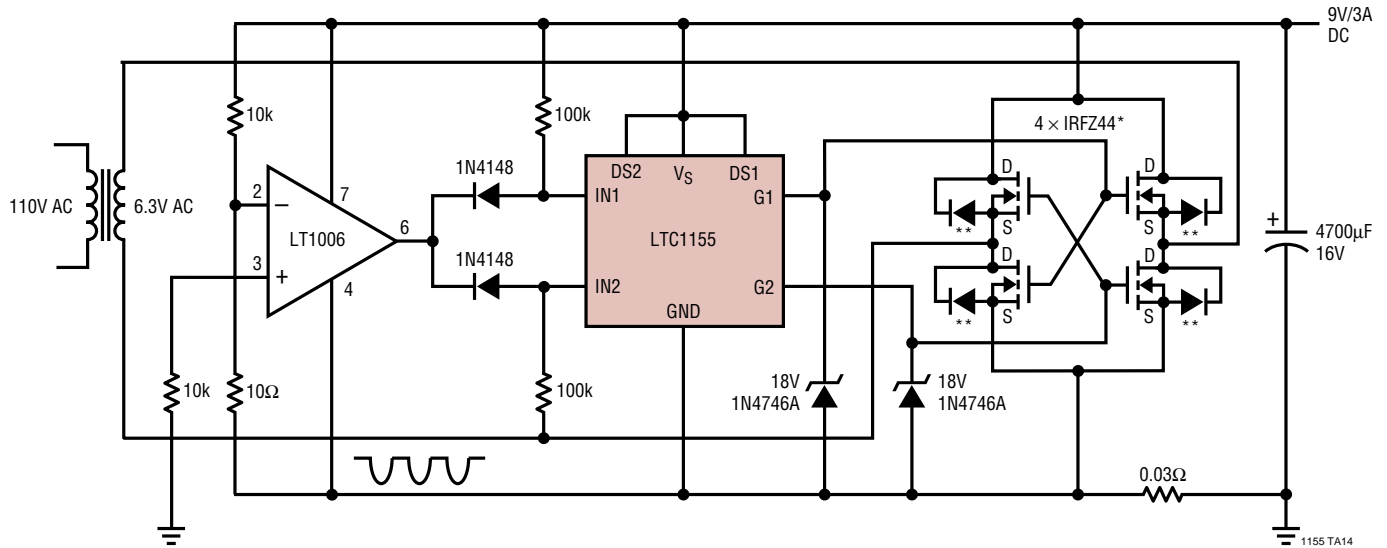 9V/3A
DC
10k
100k
4 × IRFZ44*
DS2
VS
DS1
D
D
1N4148
110V AC
6.3V AC
2
−
7
IN1
G1
**
S
**
LT1006
6
LTC1155
+
4700µF
16V
3
+
4
1N4148
IN2
G2
D
D
**
S
**
GND
10k
10Ω
100k
18V
1N4746A
18V
1N4746A
0.03Ω
1155 TA14